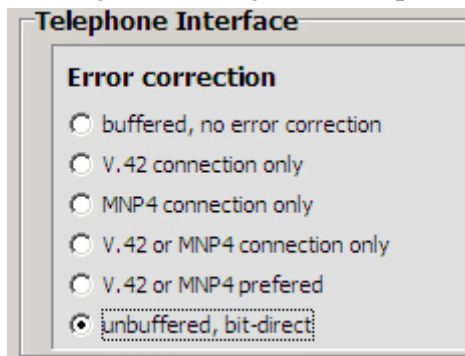 Telephone Interface
Error correction
buffered, no error correction
V.42 connection only
MNP4 connection only
V.42 or MNP4 connection only
V.42 or MNP4 prefered
unbuffered, bit-direct